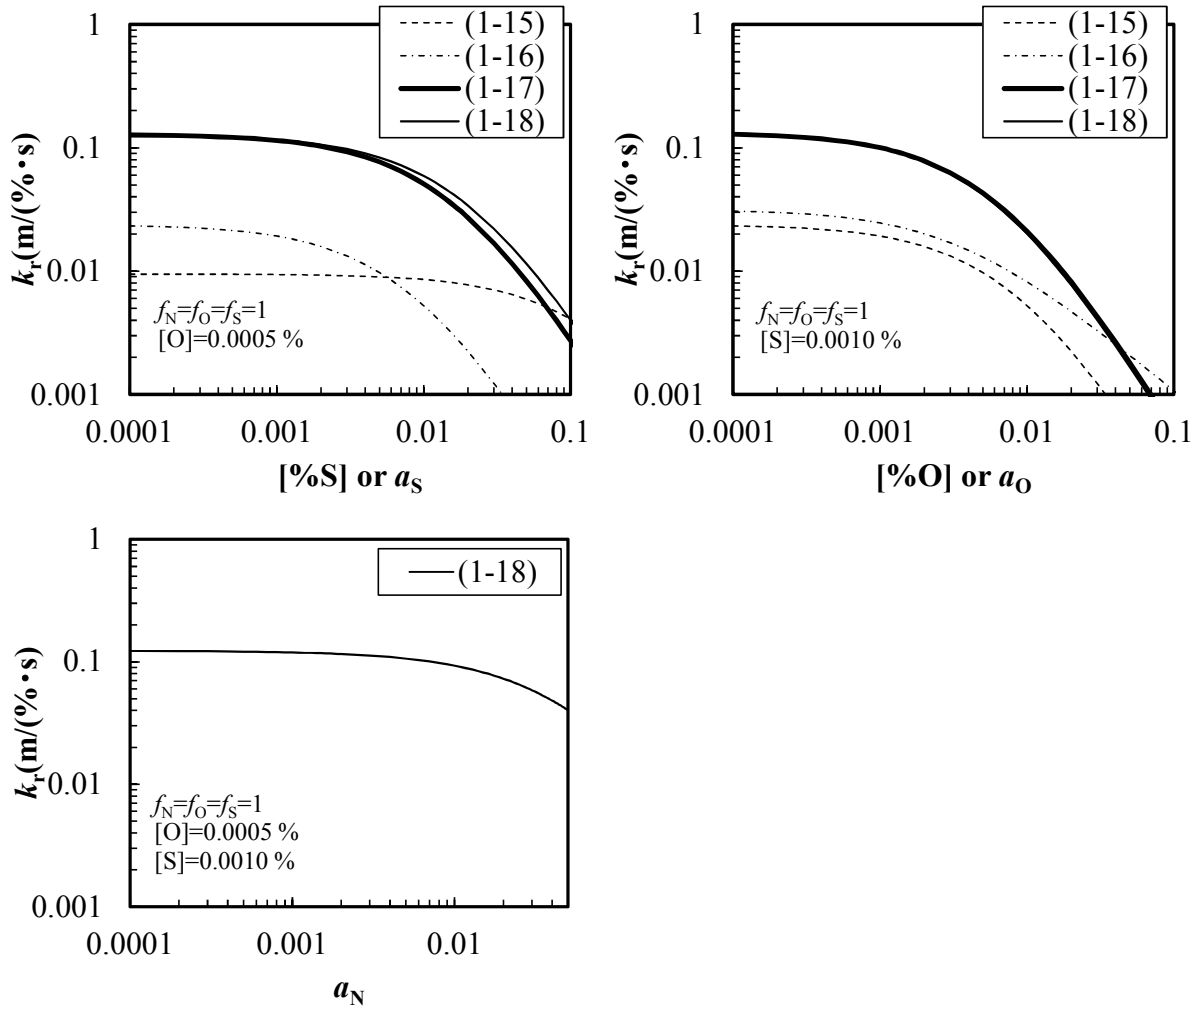 1
0.1
0.01
0.001
k_r(m/(%・s)
(1-15)
(1-16)
(1-17)
(1-18)
f_N=f_O=f_S=1
[O]=0.0005 %
0.0001 0.001 0.01 0.1
[%S] or a_S
1
0.1
0.01
0.001
k_r(m/(%・s)
(1-15)
(1-16)
(1-17)
(1-18)
f_N=f_O=f_S=1
[S]=0.0010 %
0.0001 0.001 0.01 0.1
[%O] or a_O
1
0.1
0.01
0.001
k_r(m/(%・s)
(1-18)
f_N=f_O=f_S=1
[O]=0.0005 %
[S]=0.0010 %
0.0001 0.001 0.01
a_N